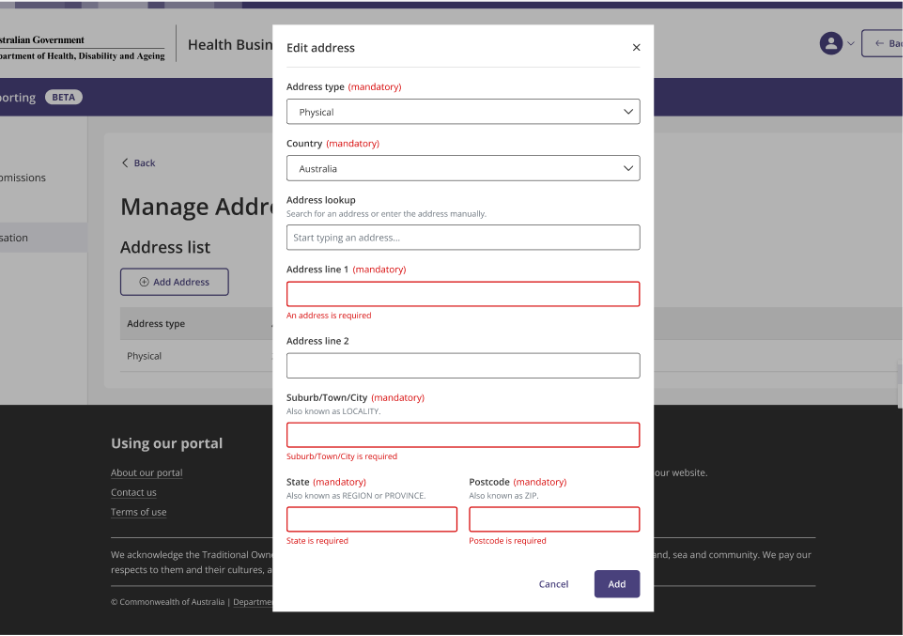 stralian Government
partment of Health, Disability and Ageing
Health Busin
← Bac
orting BETA
omissions
sation
Back
Manage Addr
Address list
Add Address
Address type
Physical
Edit address
×
Address type (mandatory)
Physical
Country (mandatory)
Australia
Address lookup
Search for an address or enter the address manually.
Start typing an address...
Address line 1 (mandatory)
An address is required
Address line 2
Suburb/Town/City (mandatory)
Also known as LOCALITY.
Suburb/Town/City is required
State (mandatory) Postcode (mandatory)
Also known as REGION or PROVINCE. Also known as ZIP.
State is required Postcode is required
Cancel Add
Using our portal
About our portal our website.
Contact us
Terms of use
We acknowledge the Traditional Owne nd, sea and community. We pay our
respects to them and their cultures, a
© Commonwealth of Australia | Departme